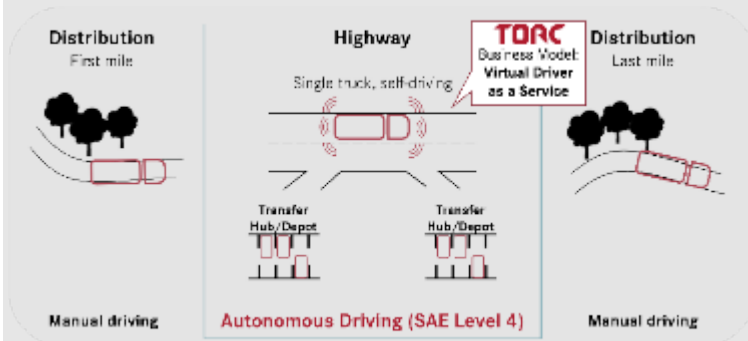 Distribution
First mile
Manual driving
Highway
Single truck, self-driving
TORC
Business Model:
Virtual Driver
as a Service
Transfer
Hub/Depot
Transfer
Hub/Depot
Autonomous Driving (SAE Level 4)
Distribution
Last mile
Manual driving